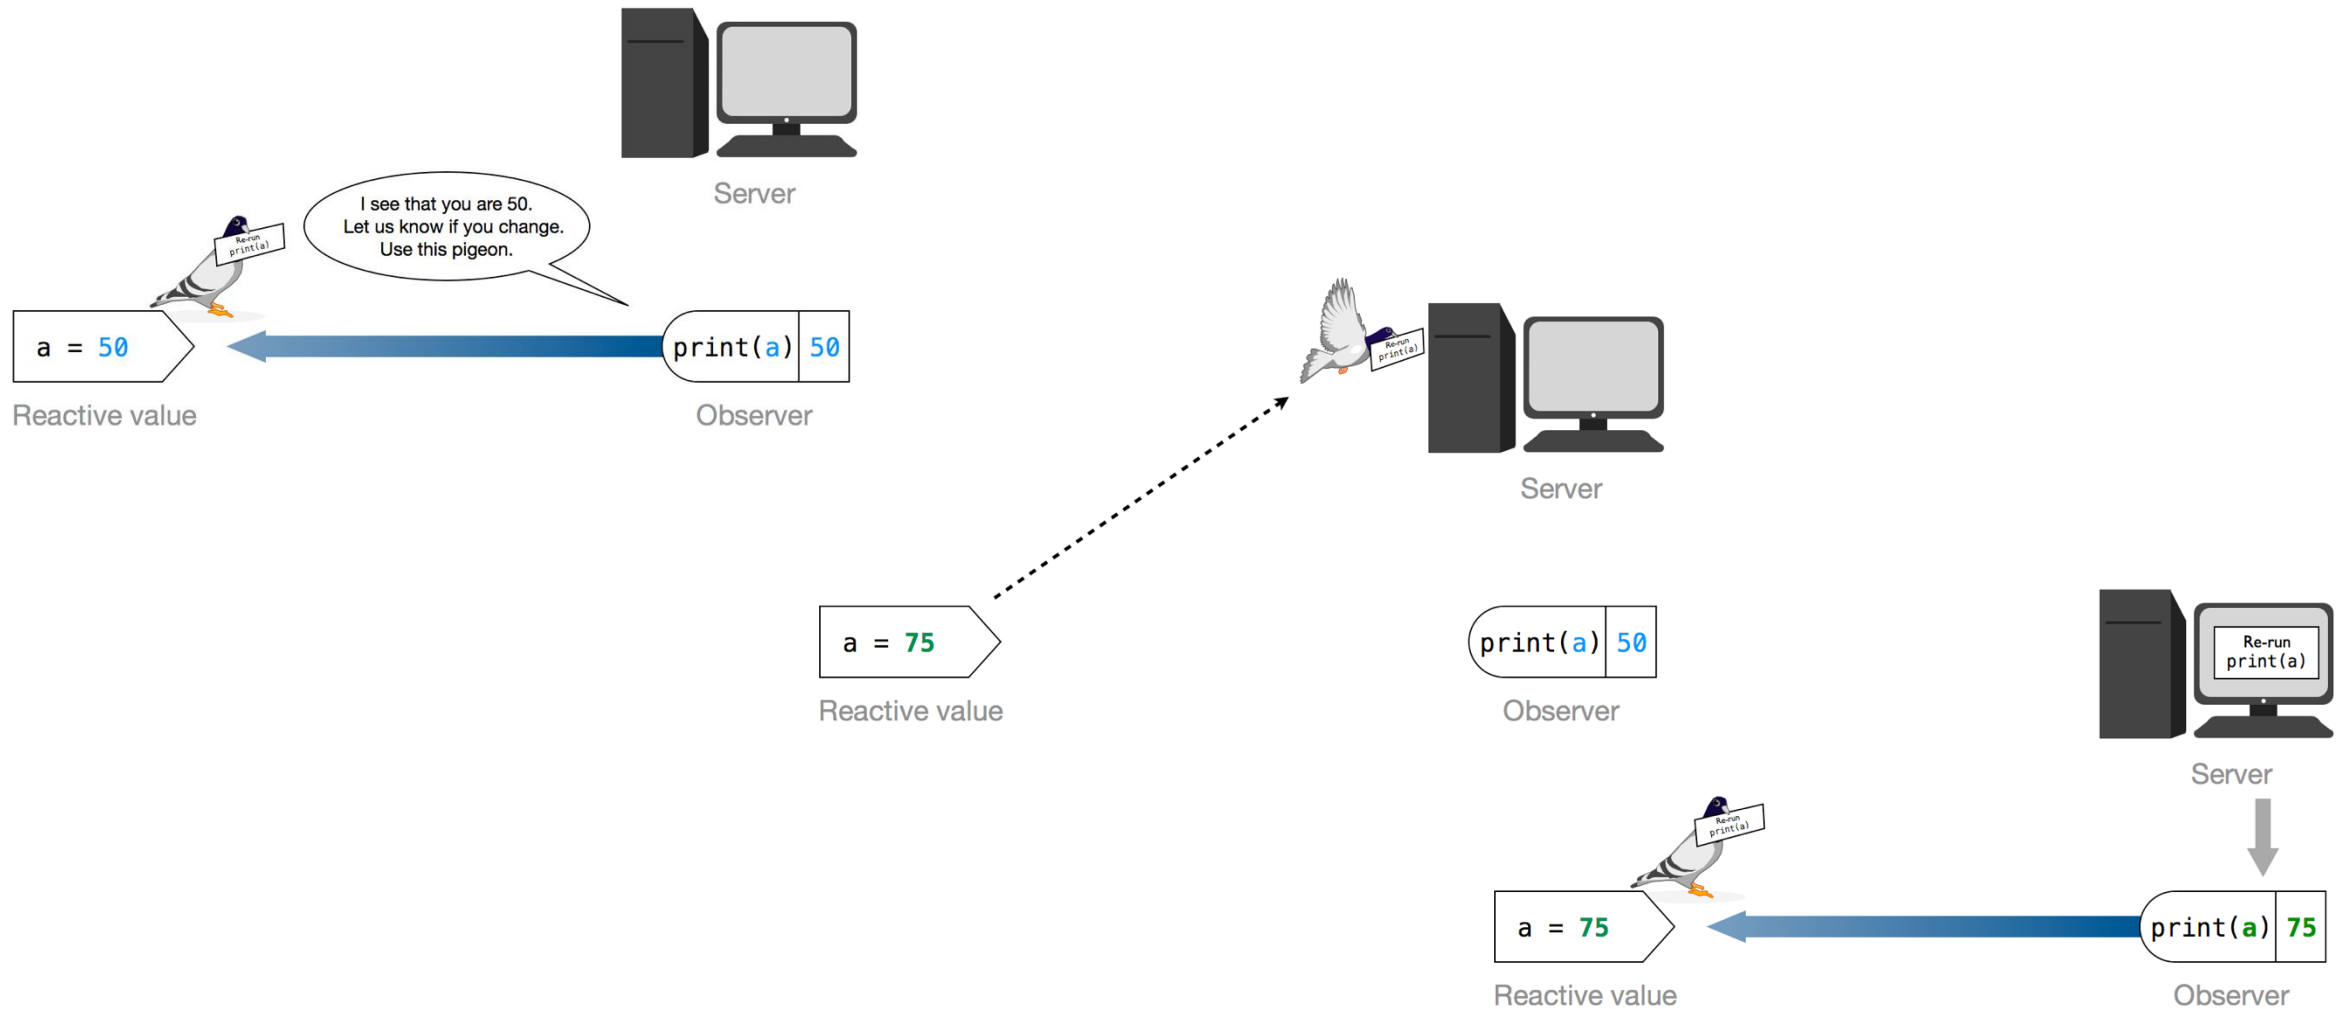 Server
I see that you are 50.
Let us know if you change.
Use this pigeon.
Re-run
print(a)
a = 50
print(a) 50
Reactive value
Observer
Re-run
print(a)
Server
a = 75
print(a) 50
Reactive value
Observer
Re-run
print(a)
Server
Re-run
print(a)
a = 75
print(a) 75
Reactive value
Observer